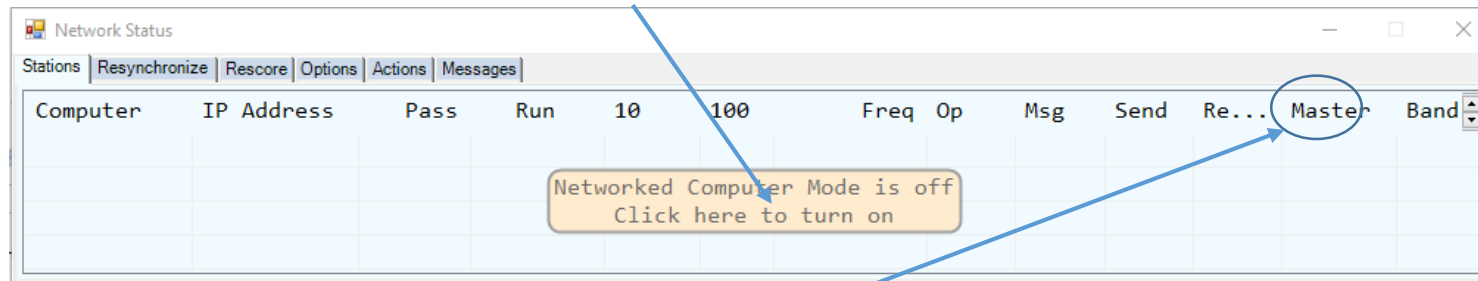 Network Status
Stations Resynchronize Rescore Options Actions Messages
Computer IP Address Pass Run 10 100 Freq Op Msg Send Re... Master Band
Networked Computer Mode is off
Click here to turn on